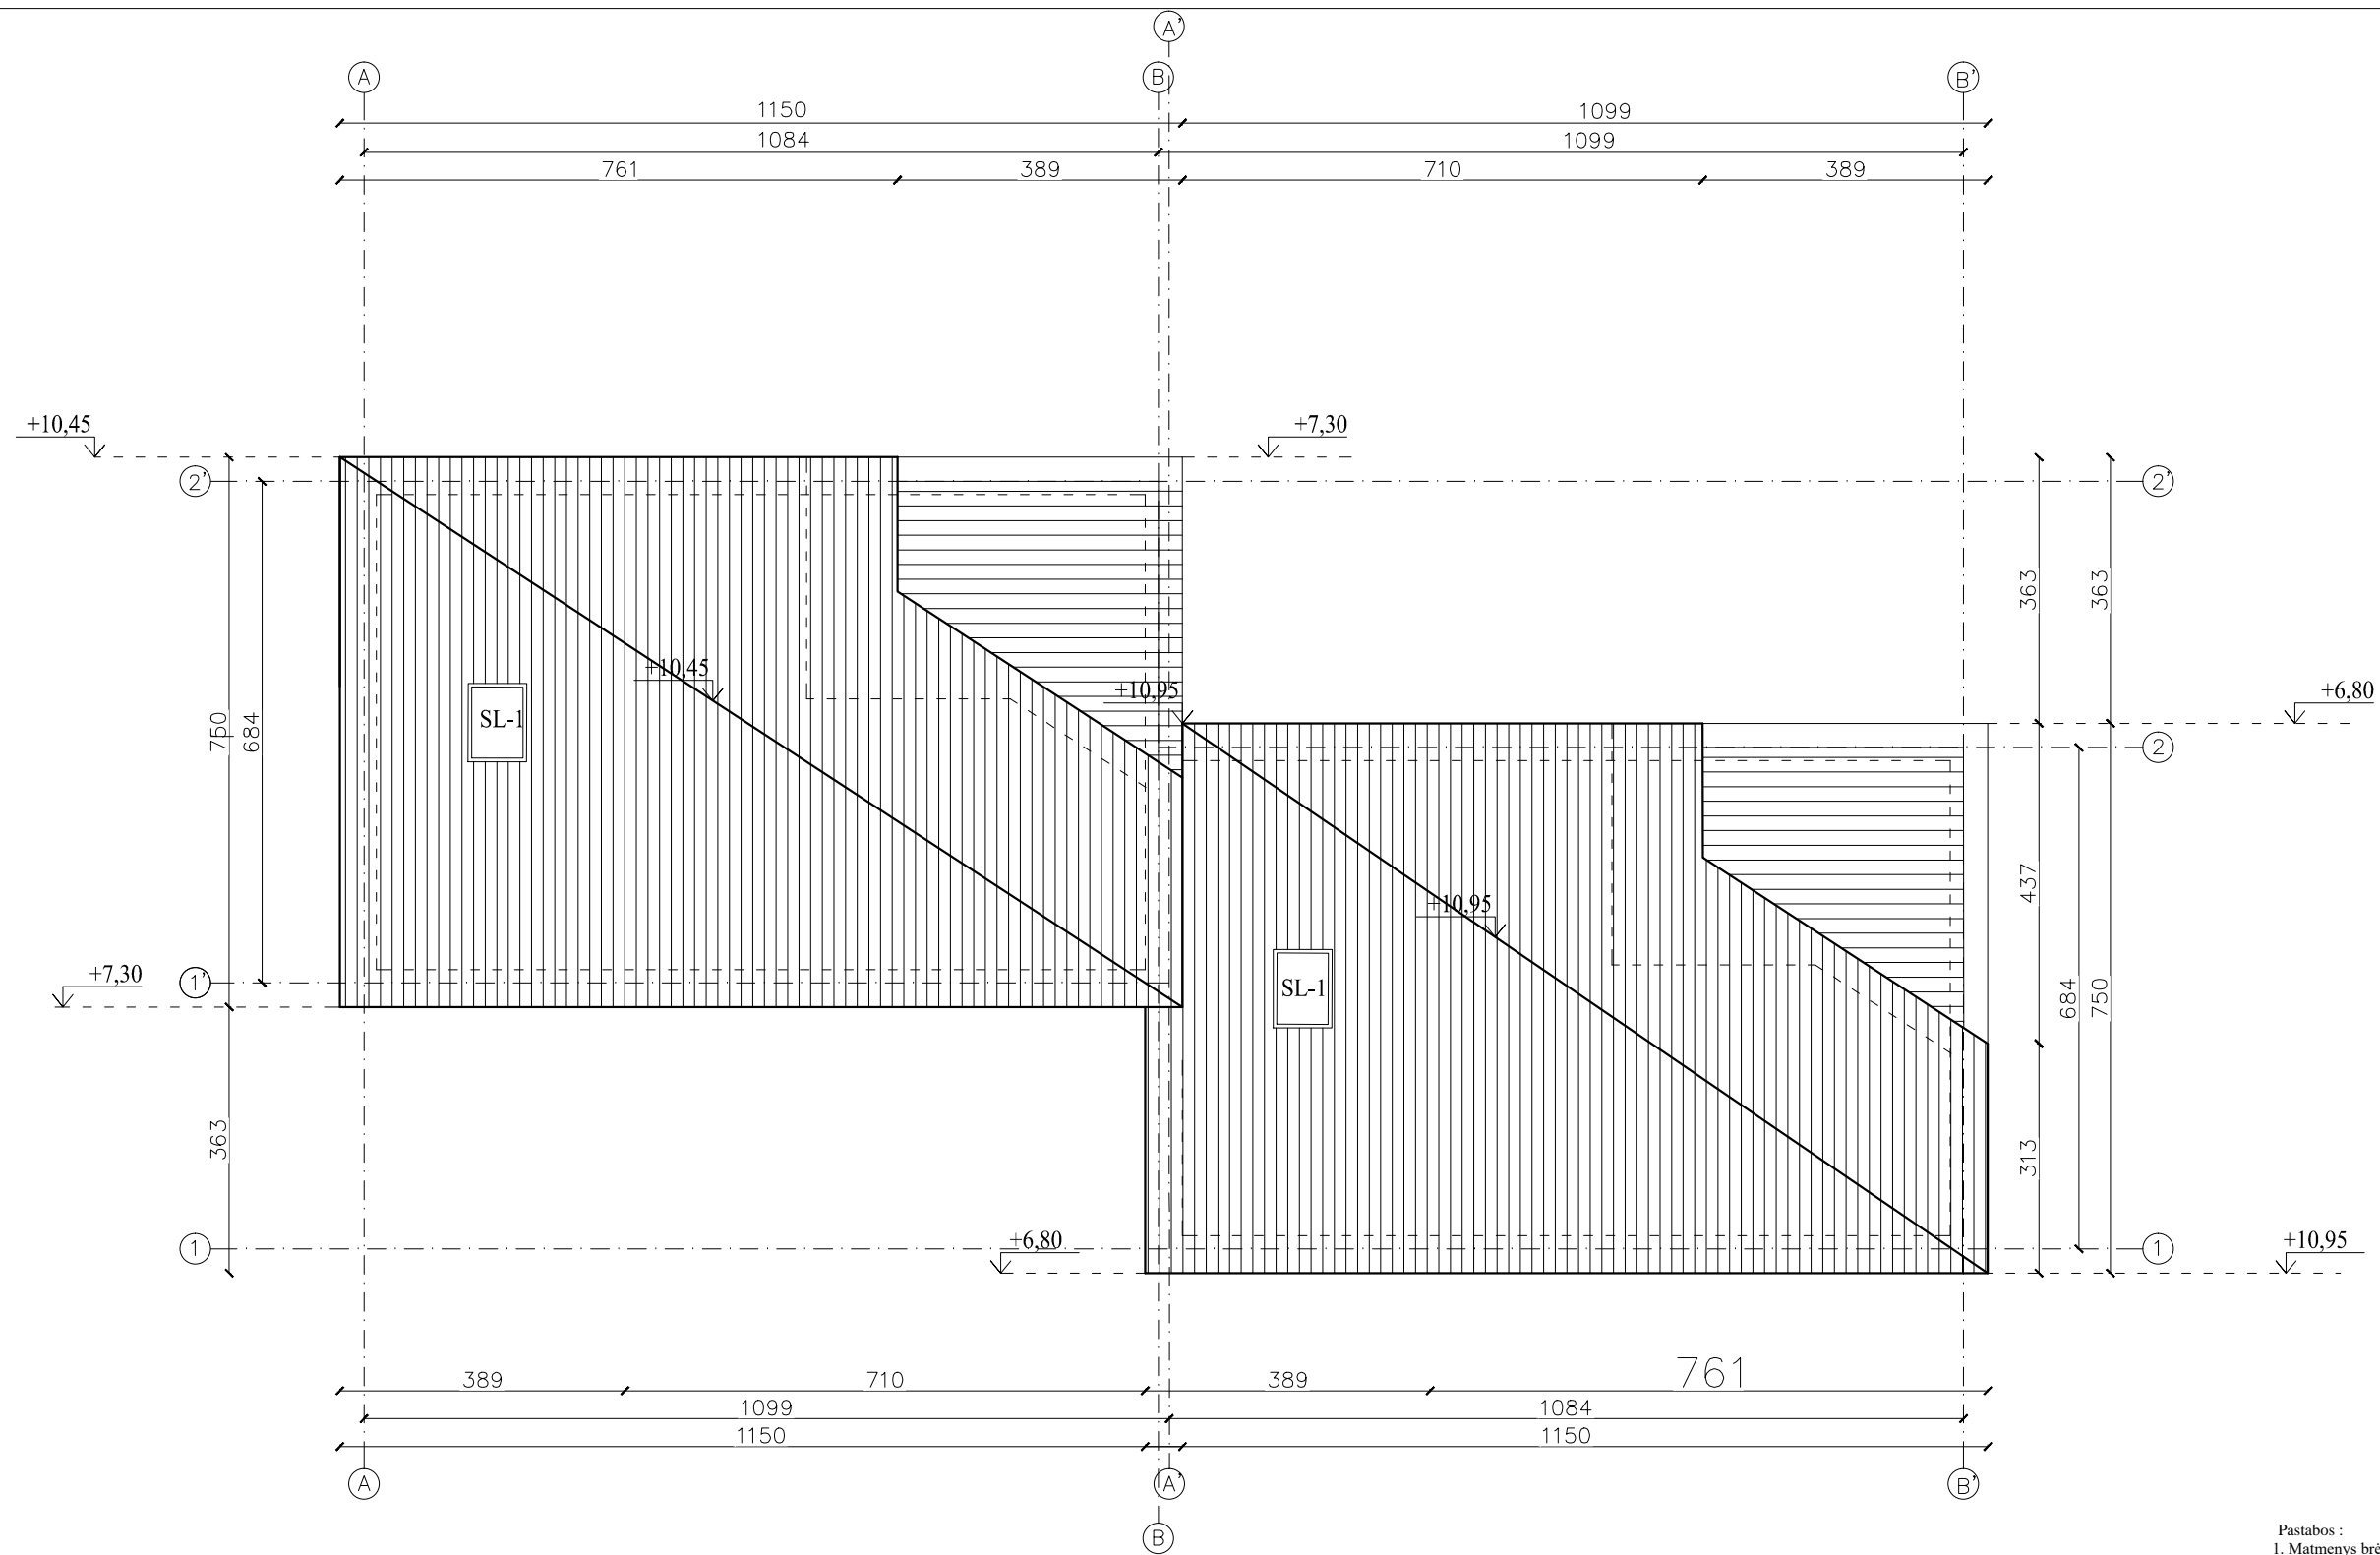 A'
A B B'
1150 1099
1084 1099
761 389 710 389
+10,45 +7,30
2' 2'
363 363
+10,45 +10,95 +6,80
SL-1
750 684
2
437
+10,95
+7,30 1' SL-1
684 750
363 313
1 +6,80 1 +10,95
389 710 389 761
1099 1084
1150 1150
A A' B'
B
Pastabos :
1. Matmenys